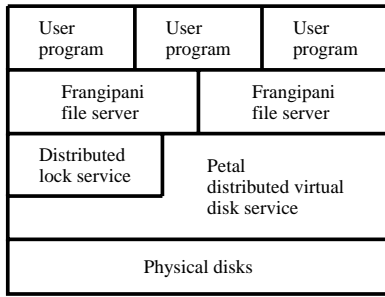 User
program
User
program
User
program
Frangipani
file server
Frangipani
file server
Distributed
lock service
Petal
distributed virtual
disk service
Physical disks